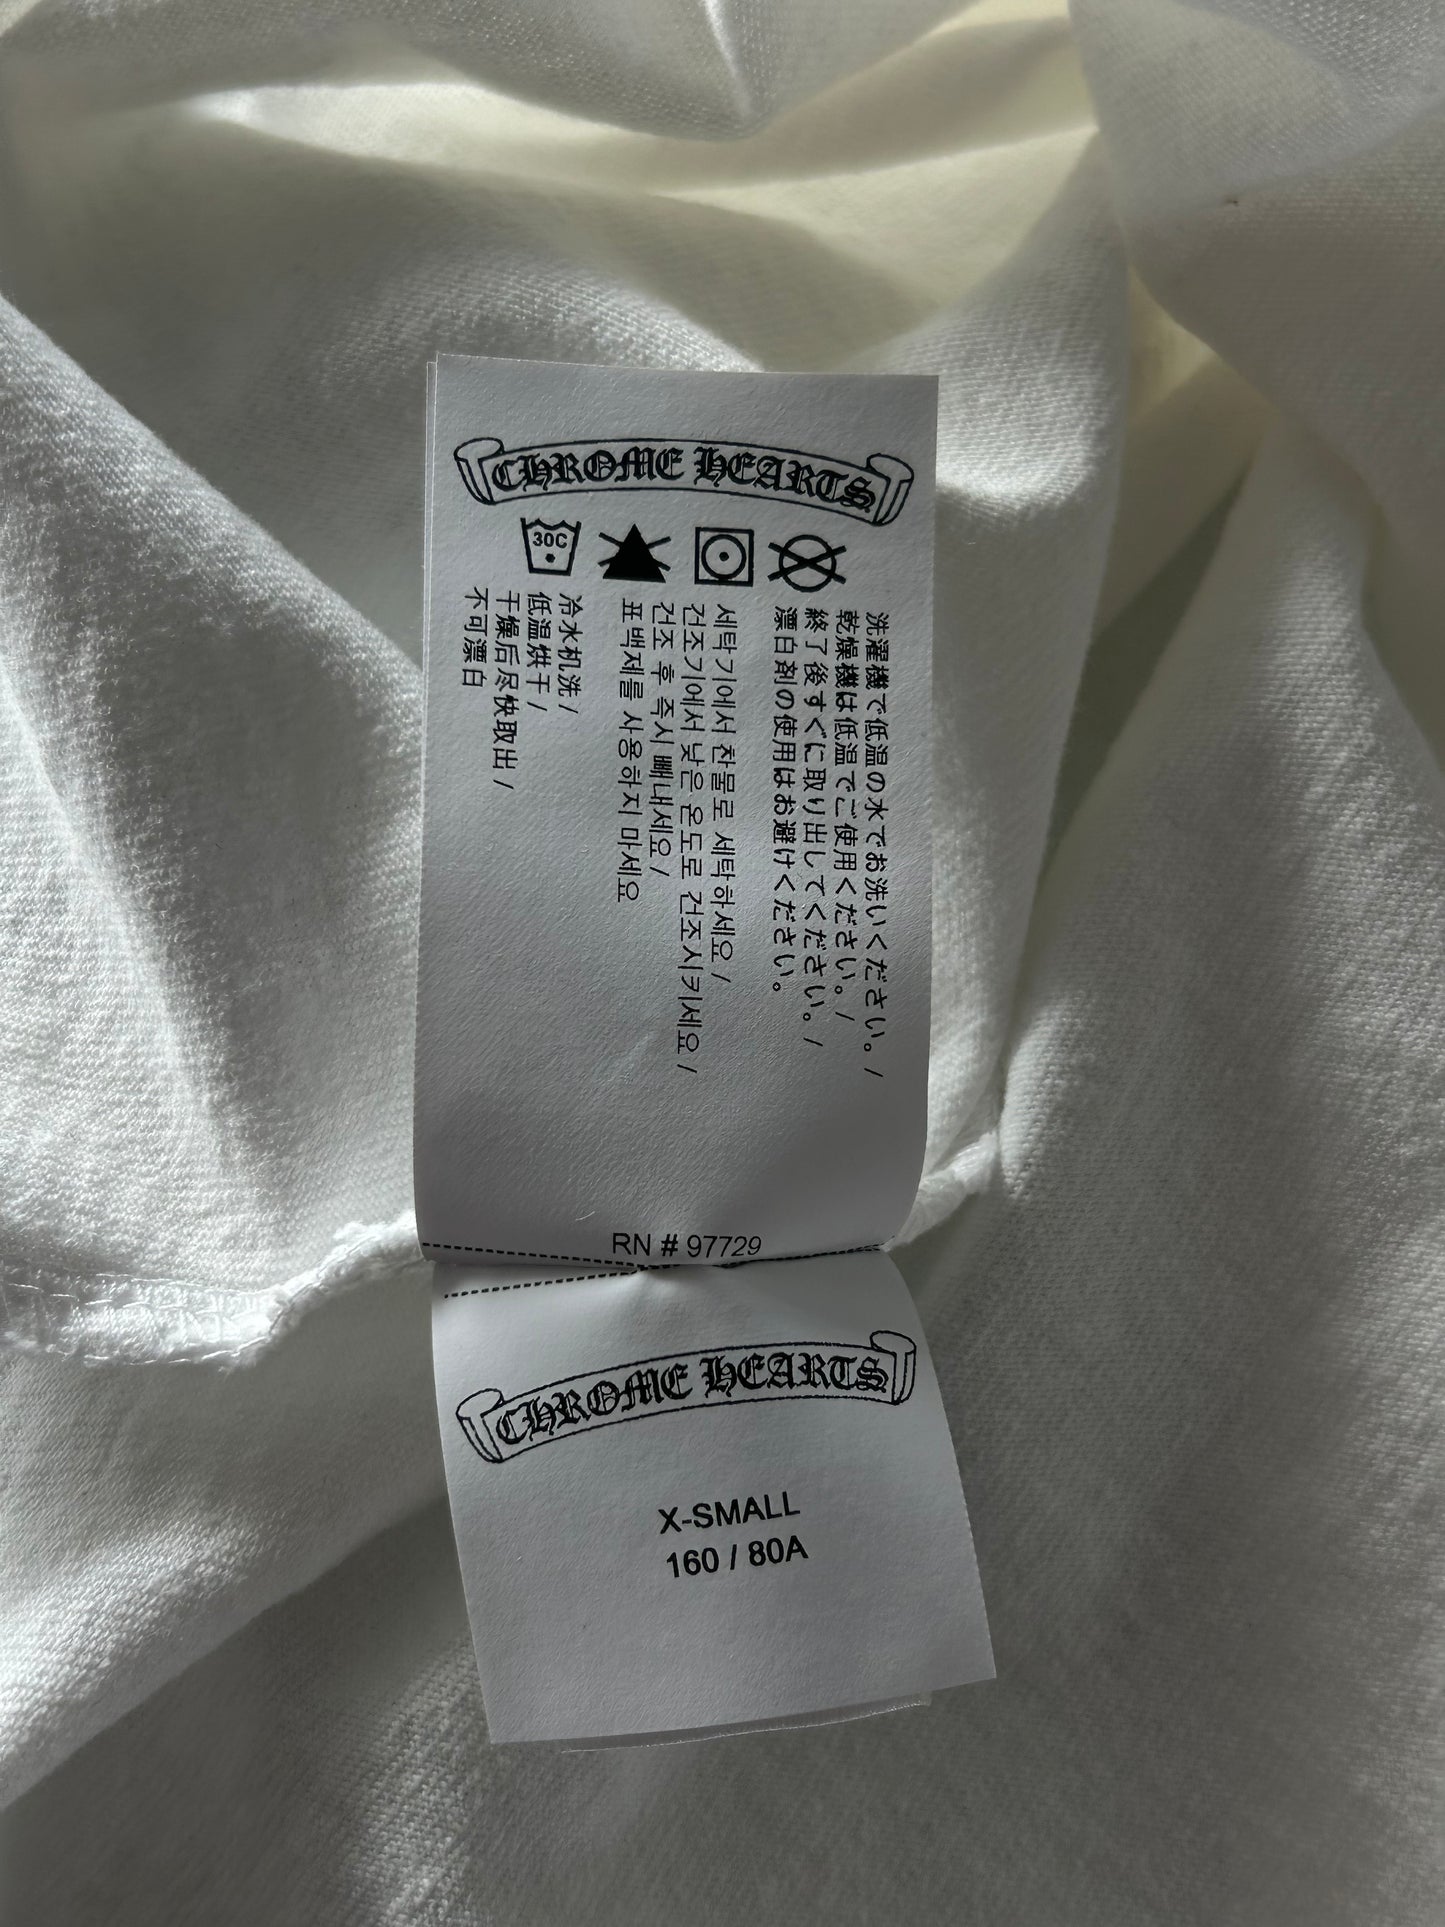 CHROME HEARTS
30C
洗濯機で低温の水でお洗いください。/
乾燥機は低温でご使用ください。/
終了後すぐに取り出してください。/
漂白剤の使用はお避けください。
세탁기에서 찬물로 세탁하세요/
건조기에서 낮은 온도로 건조시키세요/
건조 후 즉시 빼내세요/
표백제를 사용하지 마세요
冷水机洗/
低温烘干/
干燥后尽快取出/
不可漂白
RN # 97729
CHROME HEARTS
X-SMALL
160 / 80A